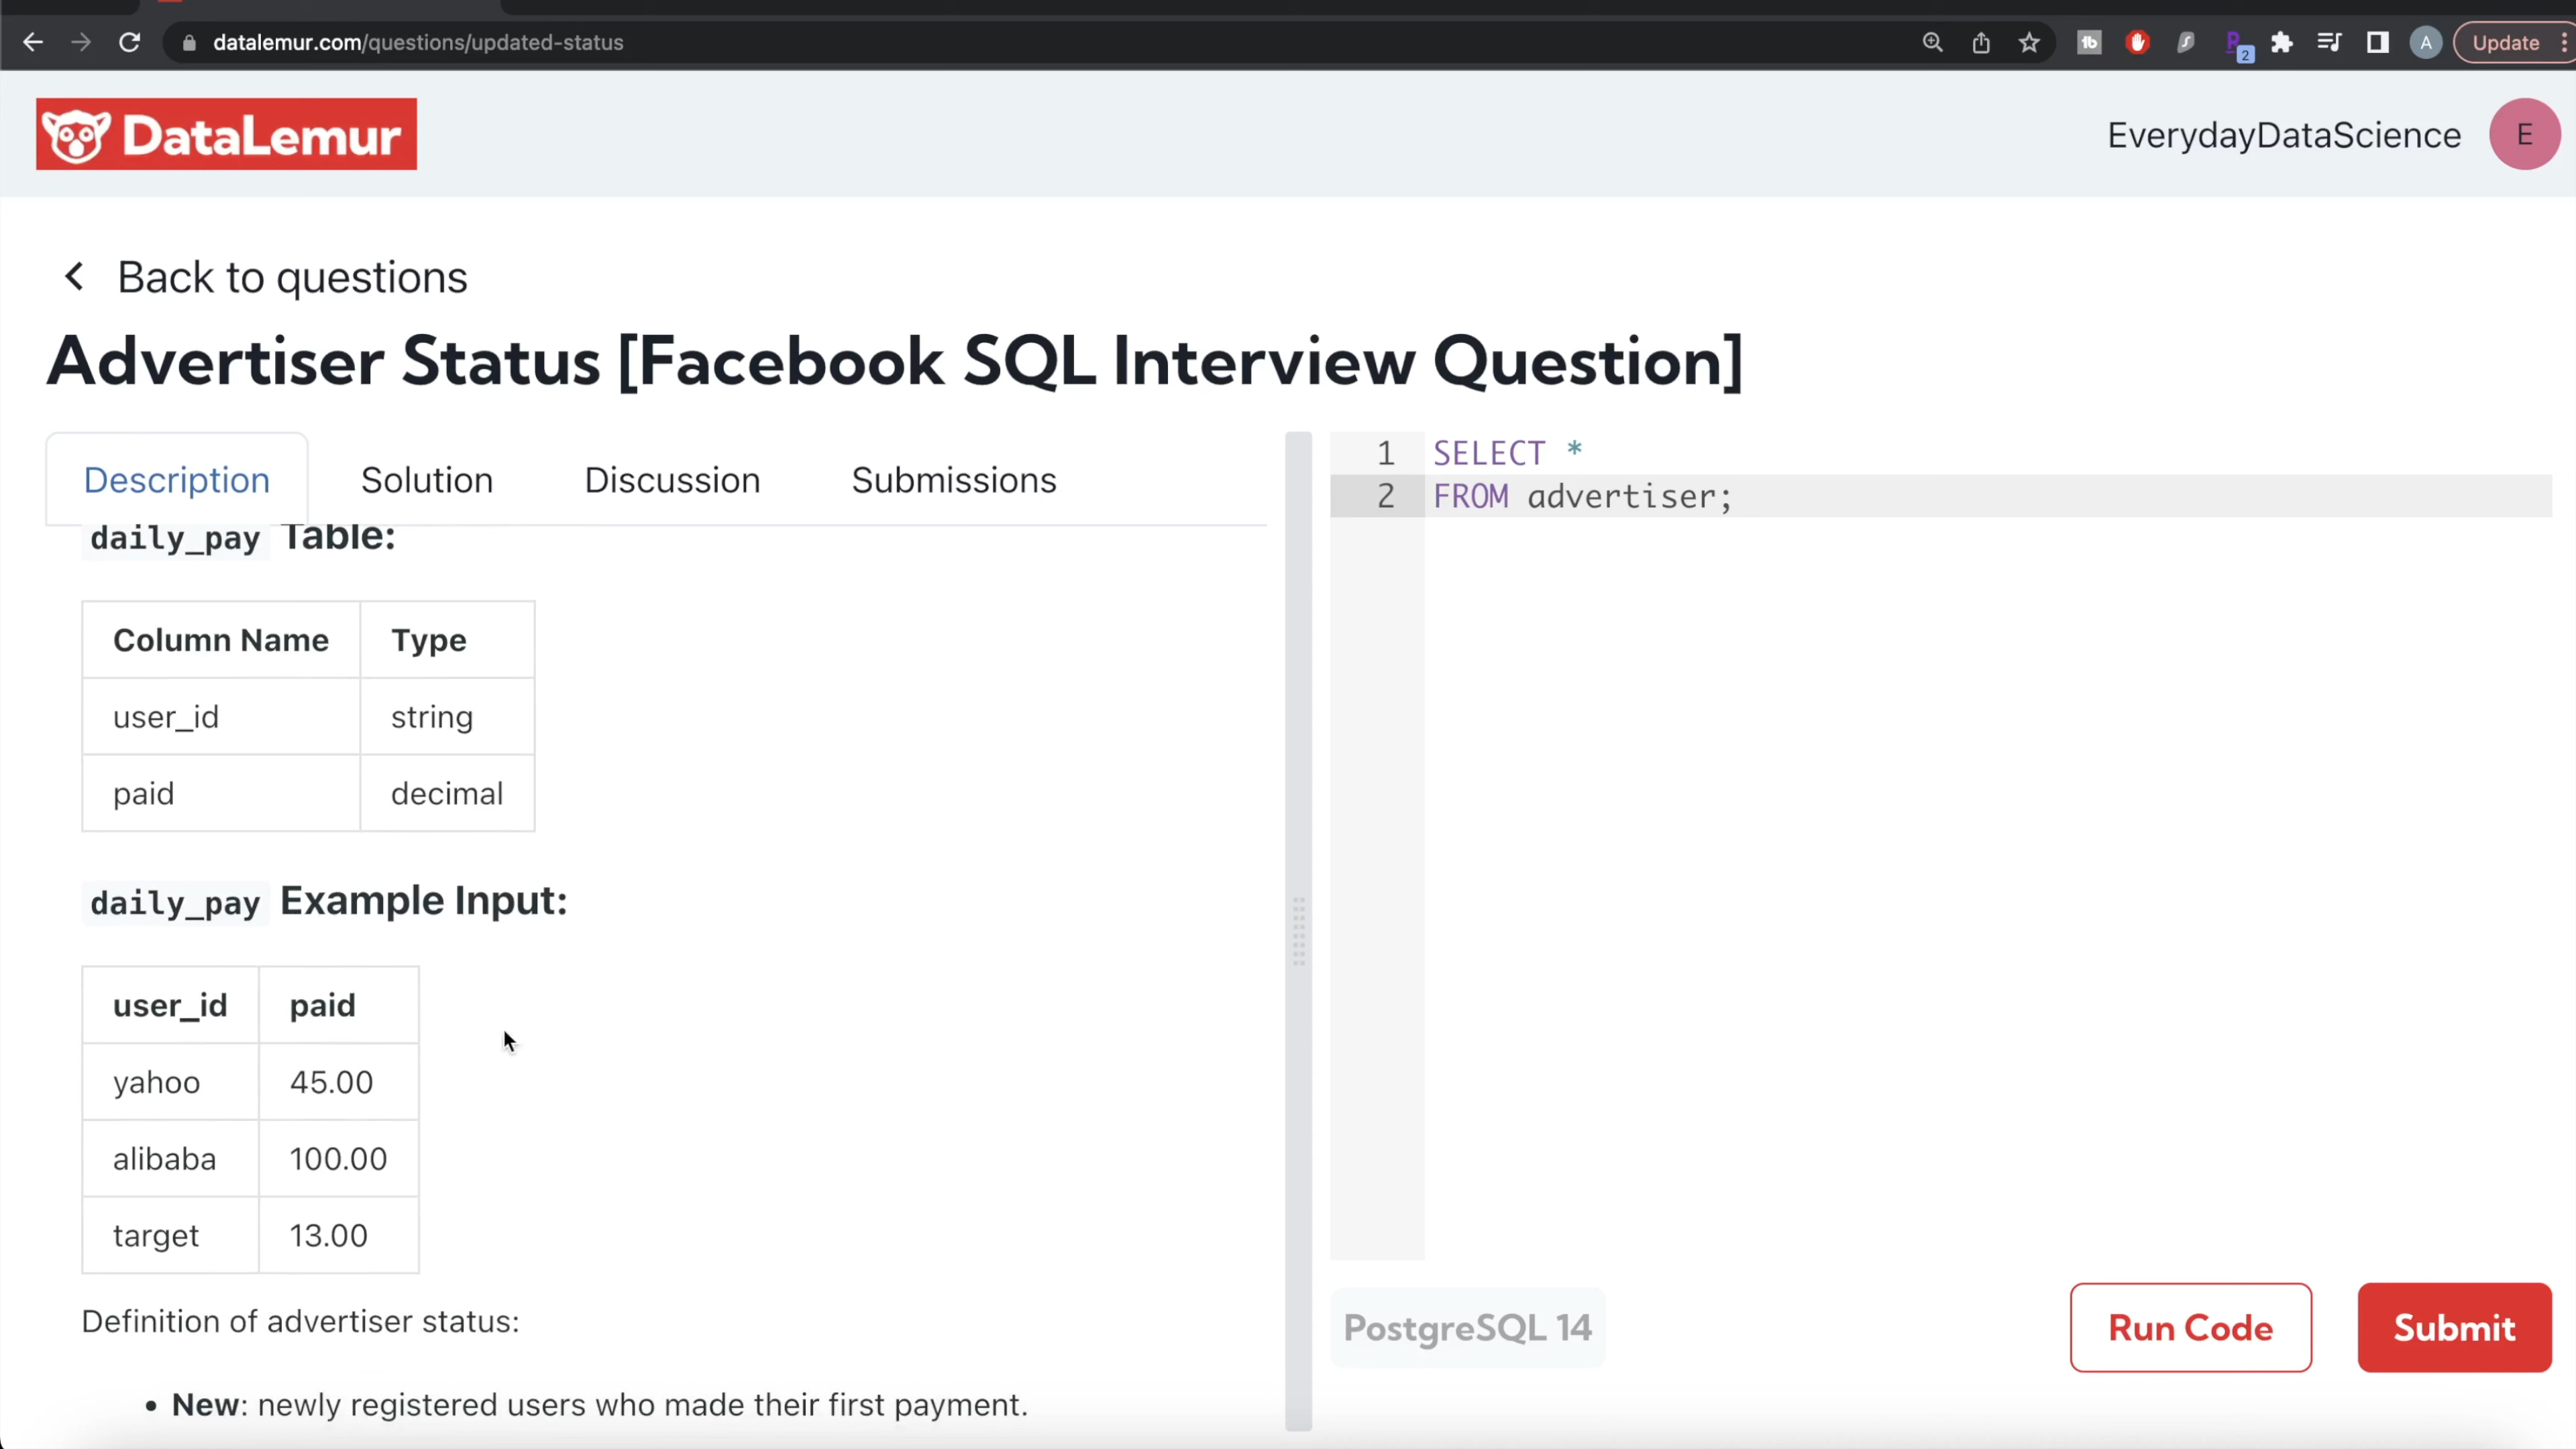 datalemur.com/questions/updated-status
tb
2
A
Update
DataLemur
EverydayDataScience
E
Back to questions
Advertiser Status [Facebook SQL Interview Question]
Description Solution Discussion Submissions
1 SELECT *
2 FROM advertiser;
daily_pay Table:
Column Name Type
user_id string
paid decimal
daily_pay Example Input:
user_id paid
yahoo 45.00
alibaba 100.00
target 13.00
Definition of advertiser status:
• New: newly registered users who made their first payment.
PostgreSQL 14
Run Code
Submit